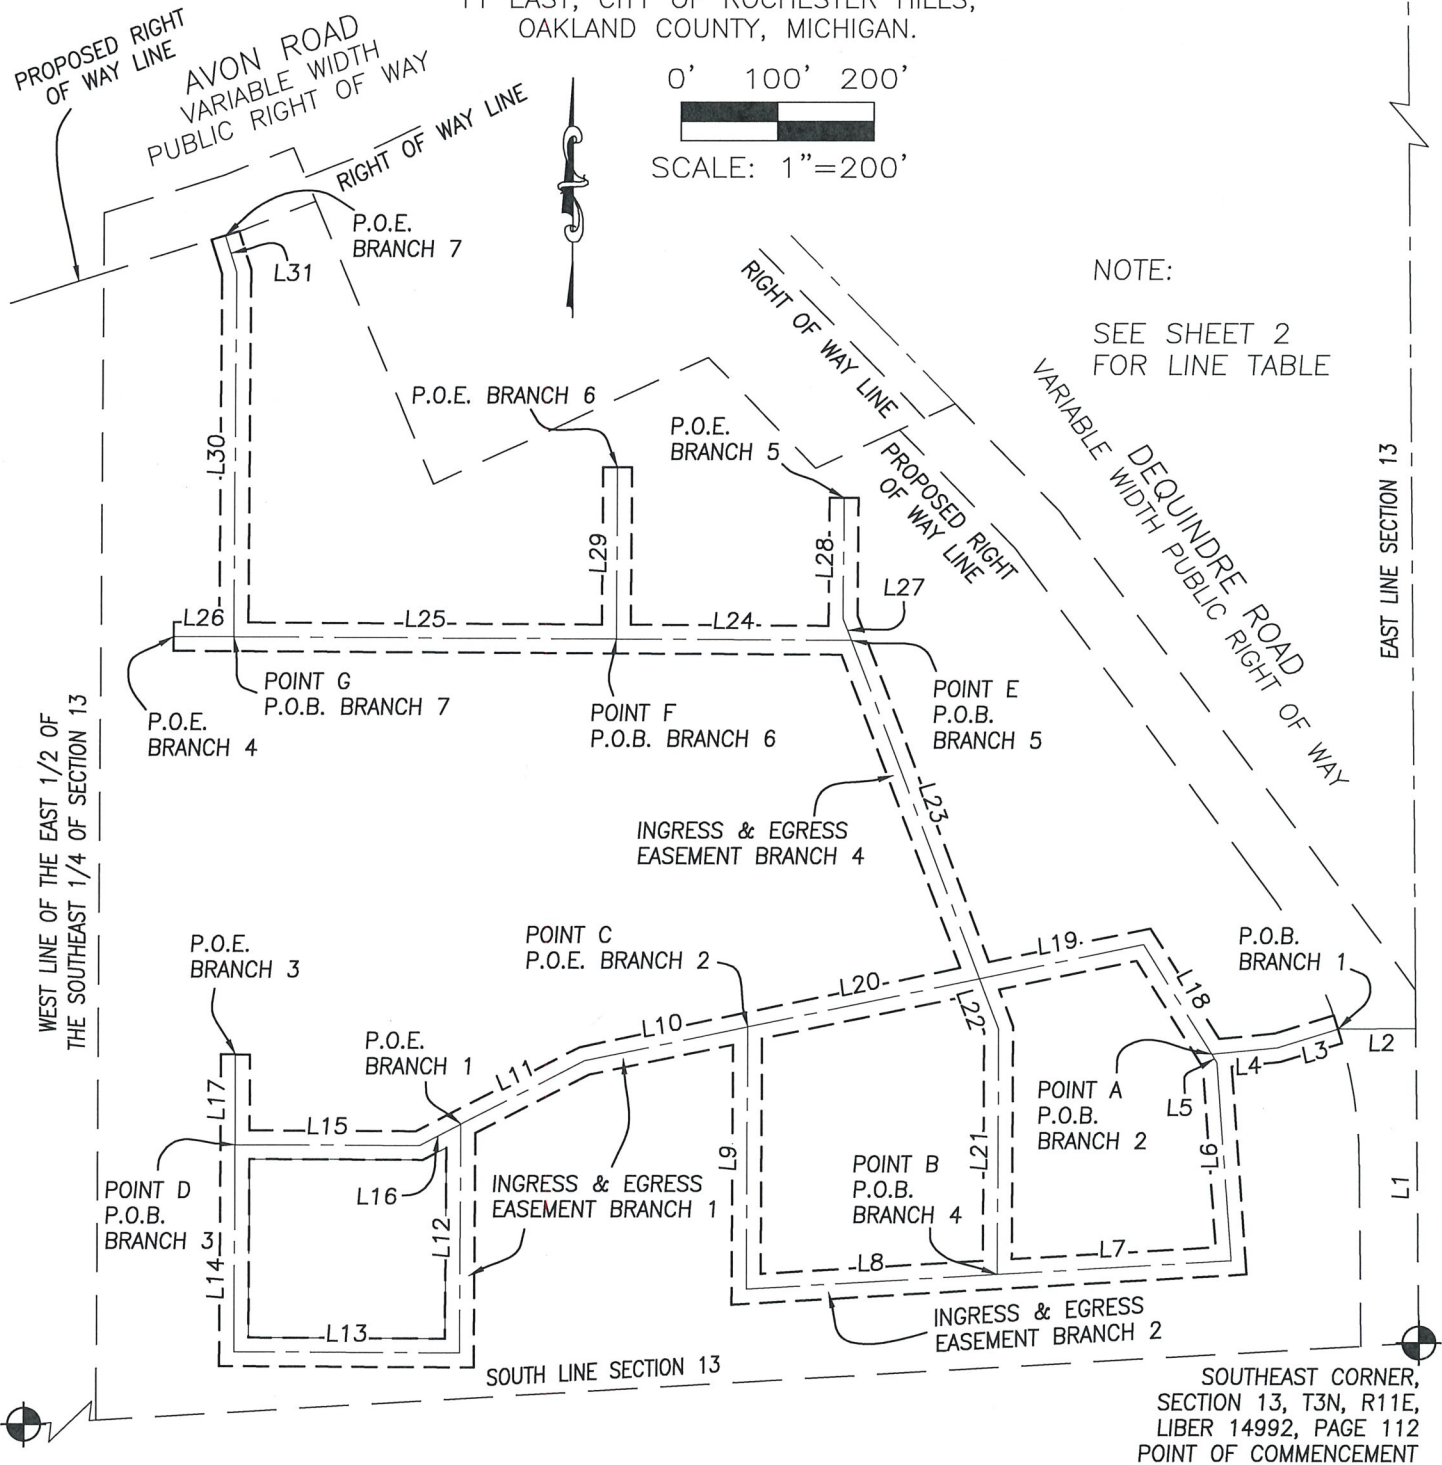 11 EAST, CITY OF ROCHESTER HILLS,
OAKLAND COUNTY, MICHIGAN.
0' 100' 200'
SCALE: 1"=200'
PROPOSED RIGHT
OF WAY LINE
AVON ROAD
VARIABLE WIDTH
PUBLIC RIGHT OF WAY
RIGHT OF WAY LINE
P.O.E.
BRANCH 7
L31
NOTE:
SEE SHEET 2
FOR LINE TABLE
RIGHT OF WAY LINE
VARIABLE WIDTH PUBLIC RIGHT OF WAY
DEQUINDRE ROAD
P.O.E. BRANCH 6
P.O.E.
BRANCH 5
PROPOSED RIGHT
OF WAY LINE
EAST LINE SECTION 13
L30
L29
L28
L27
L26
L25
L24
POINT G
P.O.B. BRANCH 7
P.O.E.
BRANCH 4
POINT F
P.O.B. BRANCH 6
POINT E
P.O.B.
BRANCH 5
WEST LINE OF THE EAST 1/2 OF
THE SOUTHEAST 1/4 OF SECTION 13
L23
INGRESS & EGRESS
EASEMENT BRANCH 4
P.O.E.
BRANCH 3
POINT C
P.O.E. BRANCH 2
L19
L18
P.O.B.
BRANCH 1
L20
L22
L10
P.O.E.
BRANCH 1
L11
L2
L3
L4
L5
L17
L15
L16
POINT A
P.O.B.
BRANCH 2
L9
L21
L6
L1
POINT D
P.O.B.
BRANCH 3
INGRESS & EGRESS
EASEMENT BRANCH 1
POINT B
P.O.B.
BRANCH 4
L12
L14
L8
L7
L13
INGRESS & EGRESS
EASEMENT BRANCH 2
SOUTH LINE SECTION 13
SOUTHEAST CORNER,
SECTION 13, T3N, R11E,
LIBER 14992, PAGE 112
POINT OF COMMENCEMENT